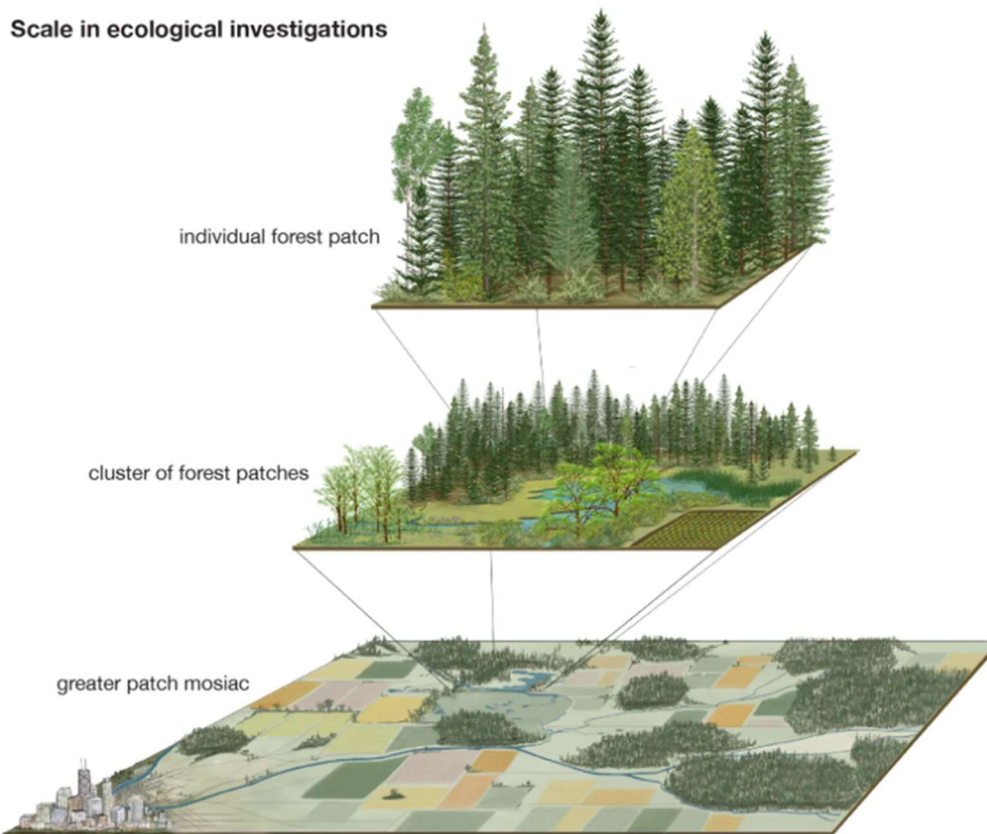 Scale in ecological investigations
individual forest patch
cluster of forest patches
greater patch mosiac